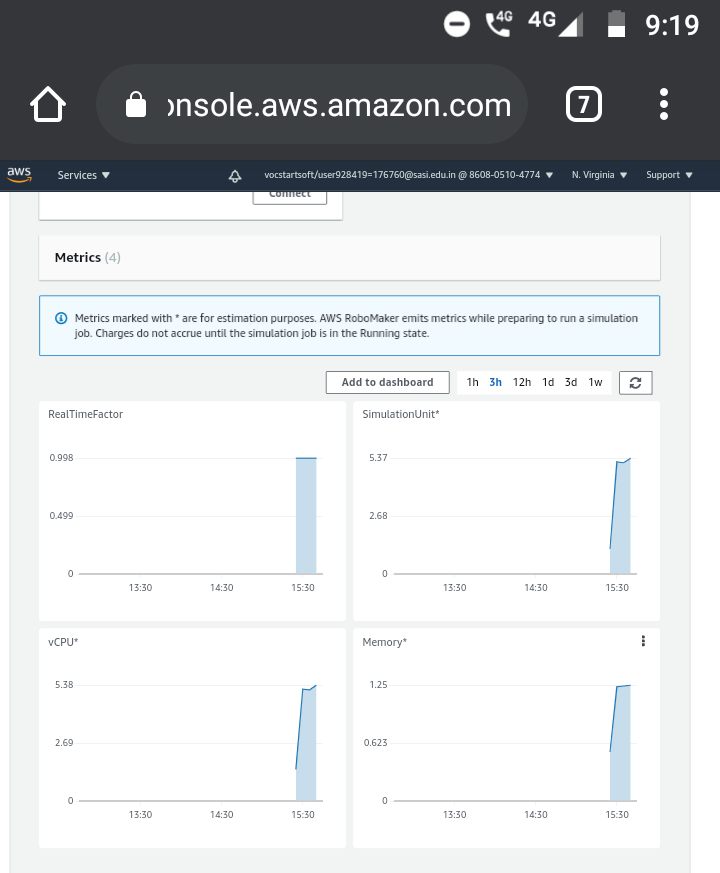 4G 4G 9:19
onsole.aws.amazon.com 7
aws Services ▼ vocstartsoft/user928419=176760@sasi.edu.in @ 8608-0510-4774 ▼ N. Virginia ▼ Support ▼
Connect
Metrics (4)
Metrics marked with * are for estimation purposes. AWS RoboMaker emits metrics while preparing to run a simulation
job. Charges do not accrue until the simulation job is in the Running state.
Add to dashboard 1h 3h 12h 1d 3d 1w
RealTimeFactor
0.998
0.499
0
13:30 14:30 15:30
SimulationUnit*
5.37
2.68
0
13:30 14:30 15:30
vCPU*
5.38
2.69
0
13:30 14:30 15:30
Memory*
1.25
0.623
0
13:30 14:30 15:30